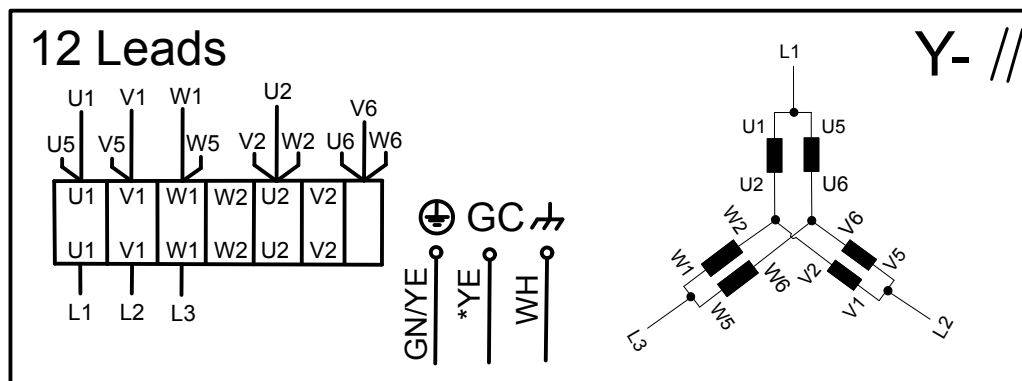 12 Leads
Y- //
U1 V1 W1 U2 V6
U5 V5 W5 V2 W2 U6 W6
U1 V1 W1 W2 U2 V2
U1 V1 W1 W2 U2 V2
L1 L2 L3
GC
GN/YE *YE WH
L1
U1 U5
U2 U6
W2 V6
W1 W6 V2 V5
W5 V1
L3 L2